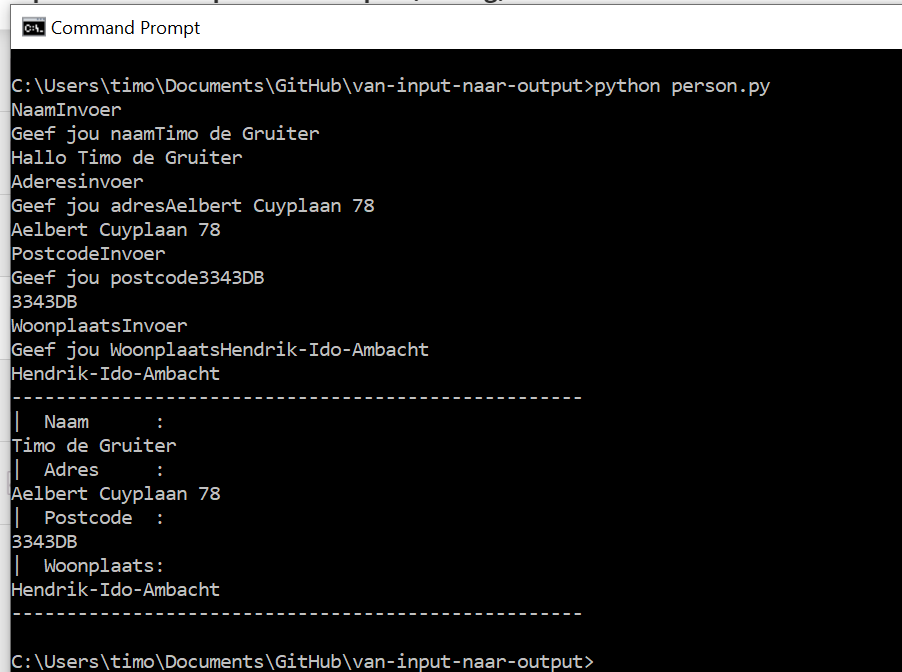 Command Prompt
C:\Users\timo\Documents\GitHub\van-input-naar-output>python person.py
NaamInvoer
Geef jou naamTimo de Gruiter
Hallo Timo de Gruiter
Aderesinvoer
Geef jou adresAelbert Cuyplaan 78
Aelbert Cuyplaan 78
PostcodeInvoer
Geef jou postcode3343DB
3343DB
WoonplaatsInvoer
Geef jou WoonplaatsHendrik-Ido-Ambacht
Hendrik-Ido-Ambacht
----------------------------------------------------
|  Naam      :
Timo de Gruiter
|  Adres     :
Aelbert Cuyplaan 78
|  Postcode  :
3343DB
|  Woonplaats:
Hendrik-Ido-Ambacht
----------------------------------------------------
C:\Users\timo\Documents\GitHub\van-input-naar-output>